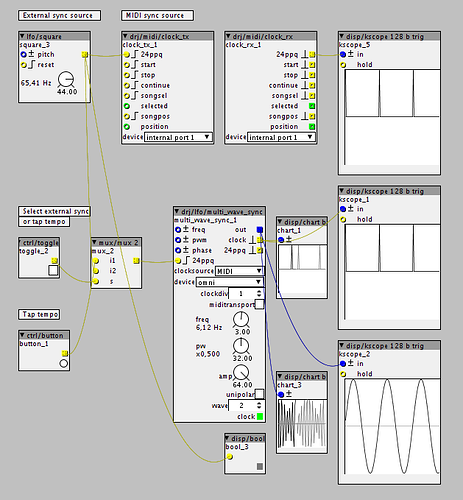 External sync source
MIDI sync source
lfo/square
square_3
pitch
reset
65,41 Hz
44.00
drj/midi/clock_tx
clock_tx_1
24ppq
start
stop
continue
songsel
selected
songpos
position
device internal port 1
drj/midi/clock_rx
clock_rx_1
24ppq
start
stop
continue
songsel
selected
songpos
position
device internal port 1
disp/kscope 128 b trig
kscope_5
in
hold
disp/kscope 128 b trig
kscope_1
in
hold
Select external sync
or tap tempo
ctrl/toggle
toggle_2
mux/mux 2
mux_2
i1
i2
s
Tap tempo
ctrl/button
button_1
drj/lfo/multi_wave_sync
multi_wave_sync_1
freq out
pwm clock
phase 24ppq
24ppq
clocksource MIDI
device omni
clockdiv 1
miditransport
freq
6,12 Hz
3.00
pw
x0,500
32.00
amp
64.00
unipolar
wave 2
clock
disp/chart b
chart_1
in
disp/kscope 128 b trig
kscope_2
in
hold
disp/chart b
chart_3
in
disp/bool
bool_3